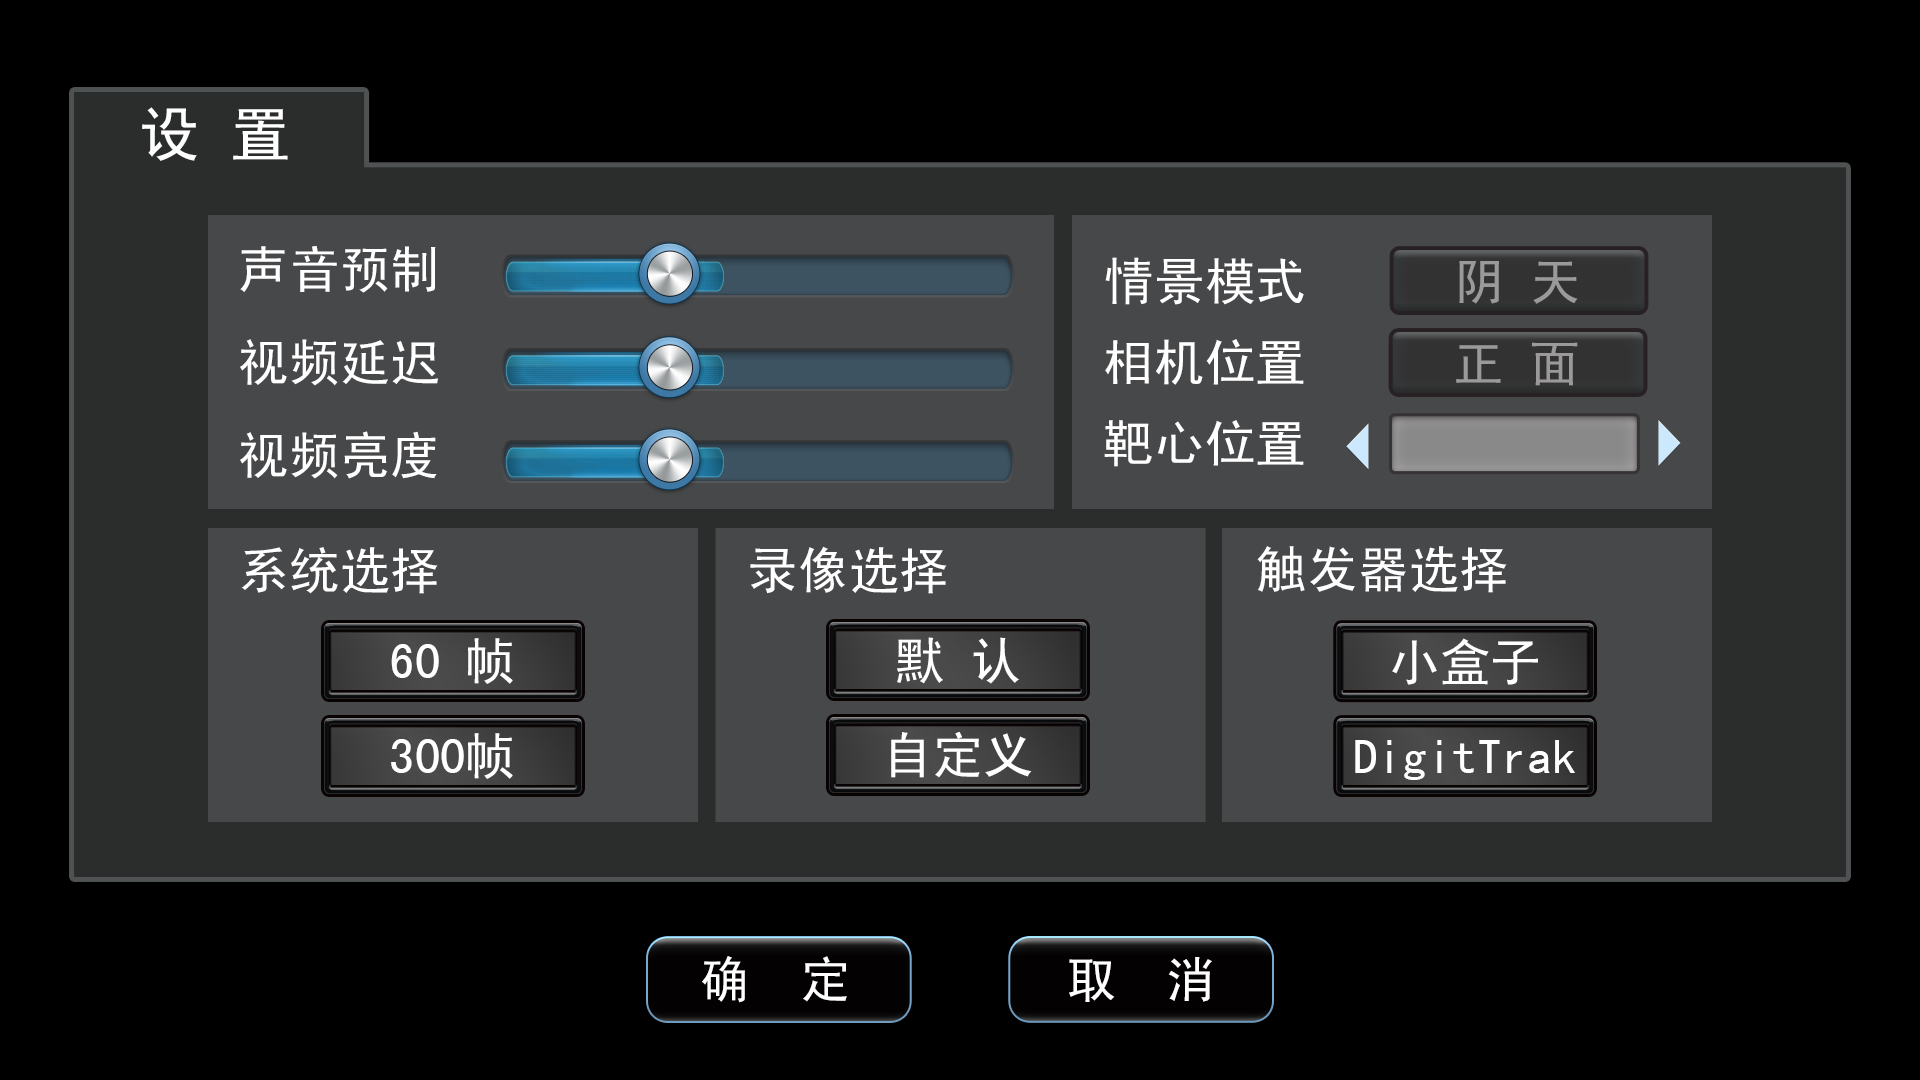 设 置
声音预制
视频延迟
视频亮度
情景模式 阴 天
相机位置 正 面
靶心位置
系统选择
60 帧
300帧
录像选择
默 认
自定义
触发器选择
小盒子
DigitTrak
确 定
取 消